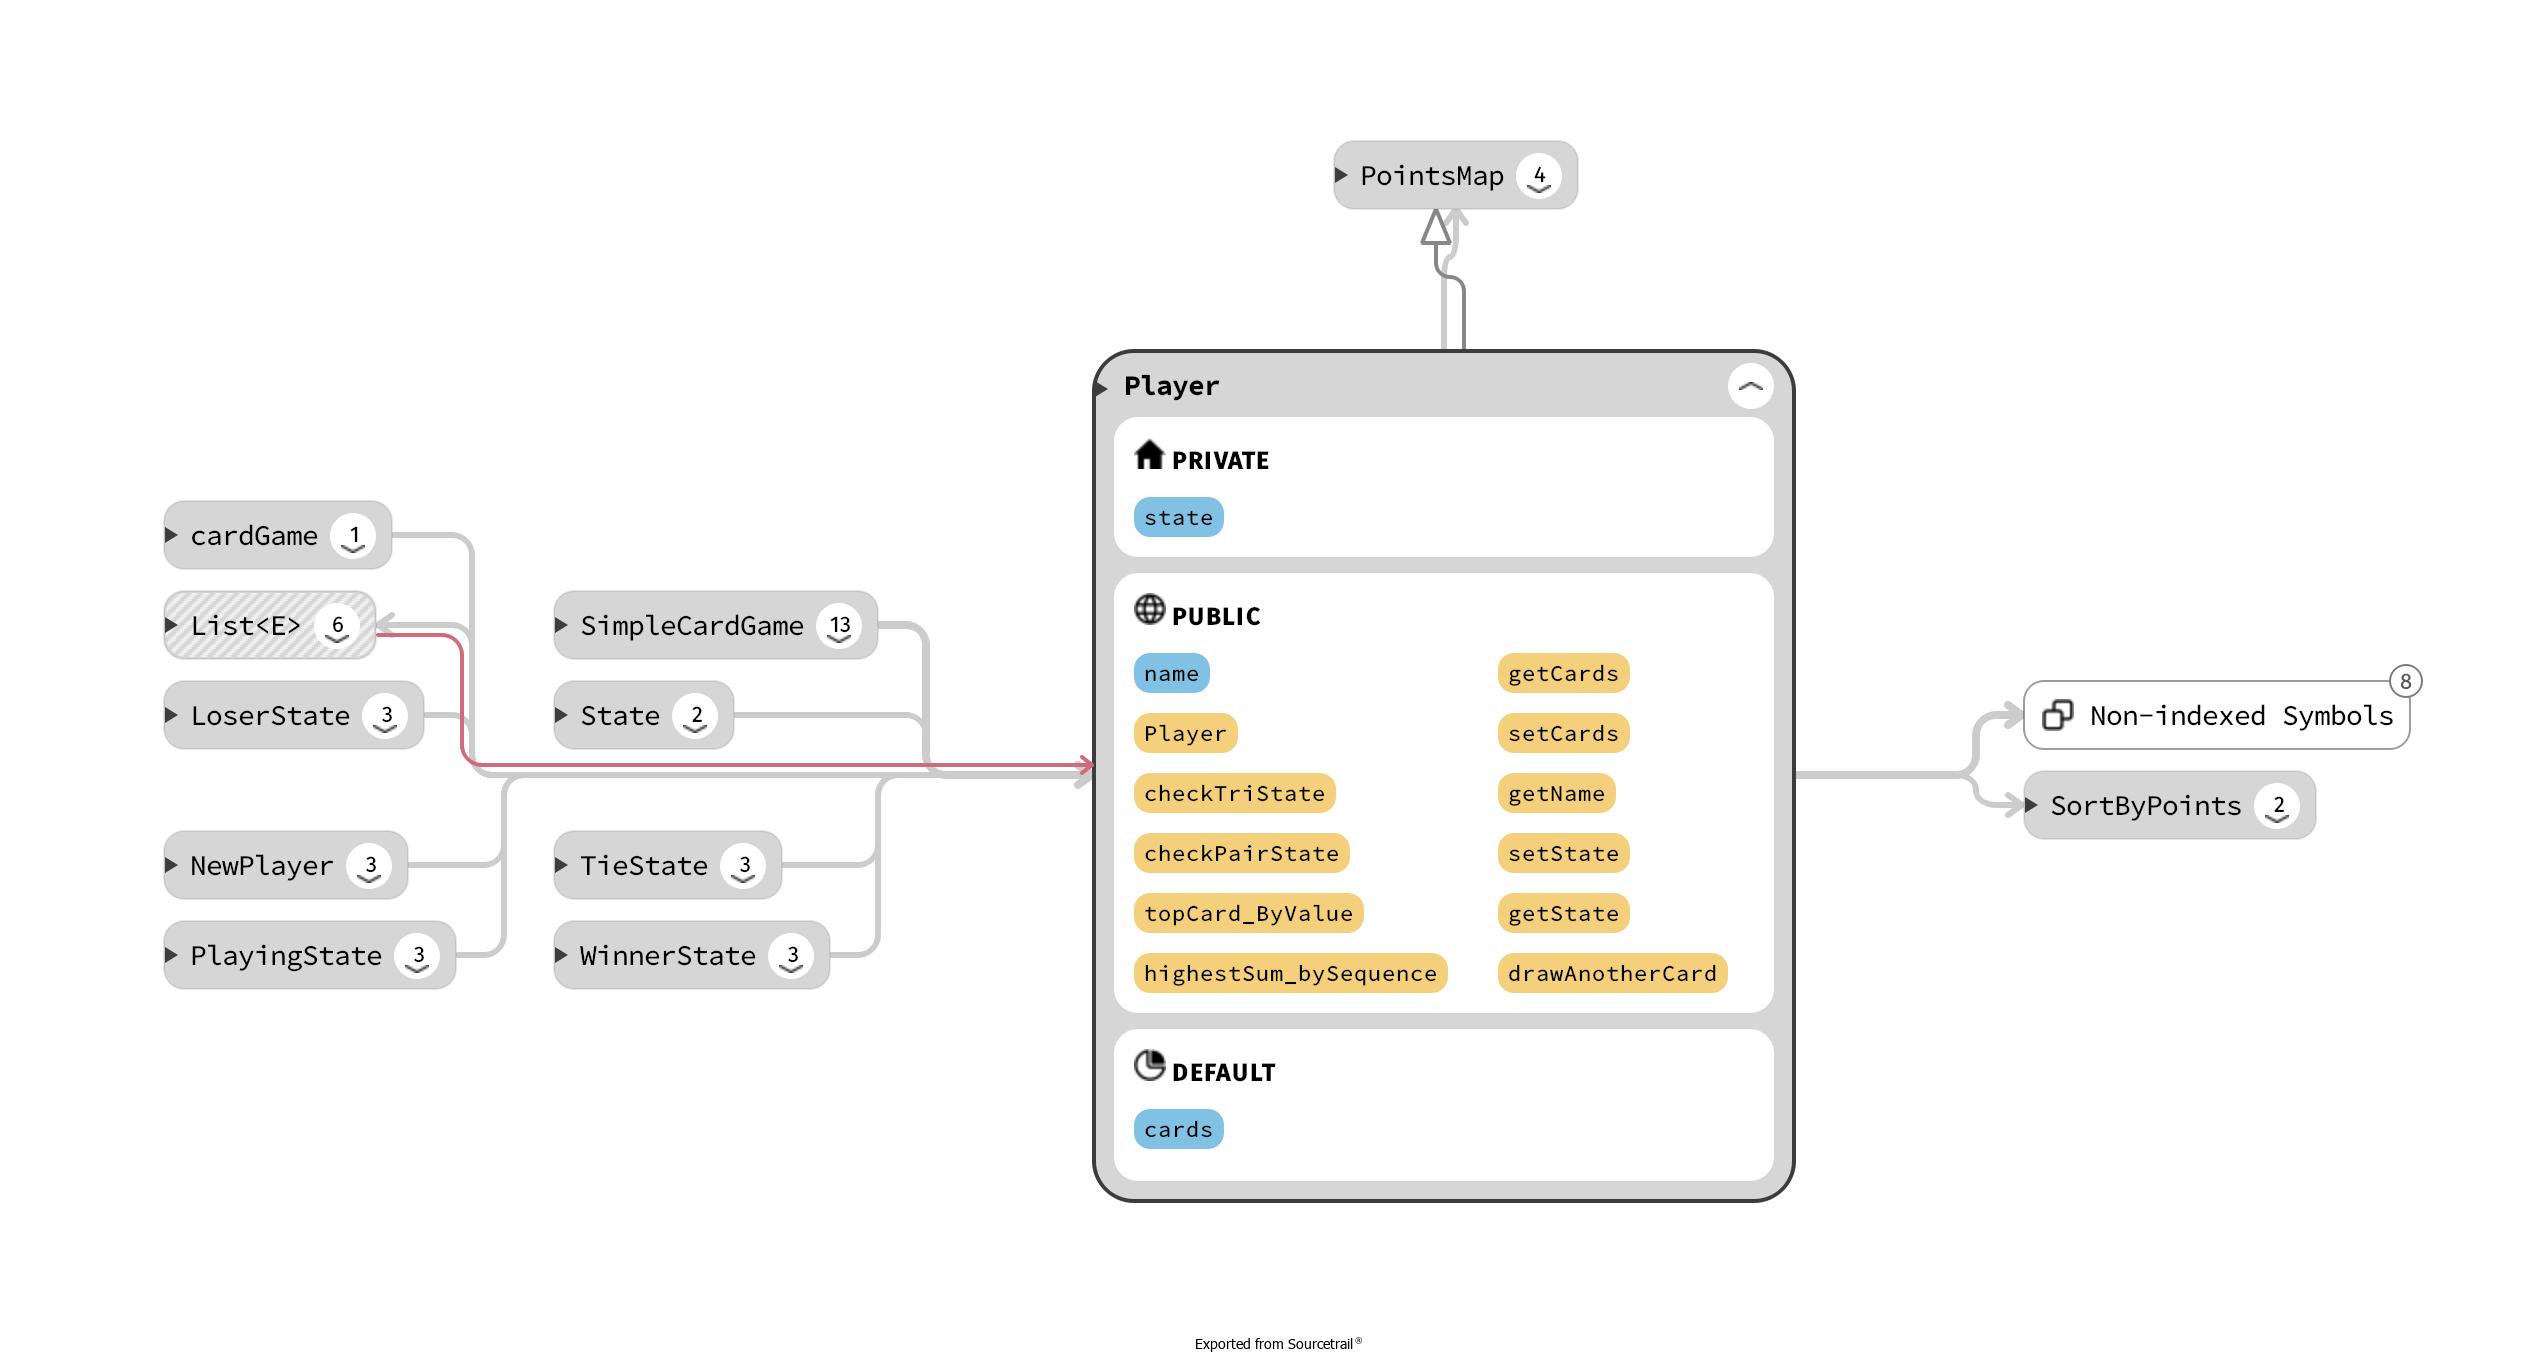 PointsMap 4
Player
PRIVATE
state
cardGame 1
List<E> 6
LoserState 3
NewPlayer 3
PlayingState 3
SimpleCardGame 13
State 2
TieState 3
WinnerState 3
PUBLIC
name getCards
Player setCards
checkTriState getName
checkPairState setState
topCard_ByValue getState
highestSum_bySequence drawAnotherCard
DEFAULT
cards
8
Non-indexed Symbols
SortByPoints 2
Exported from Sourcetrail®